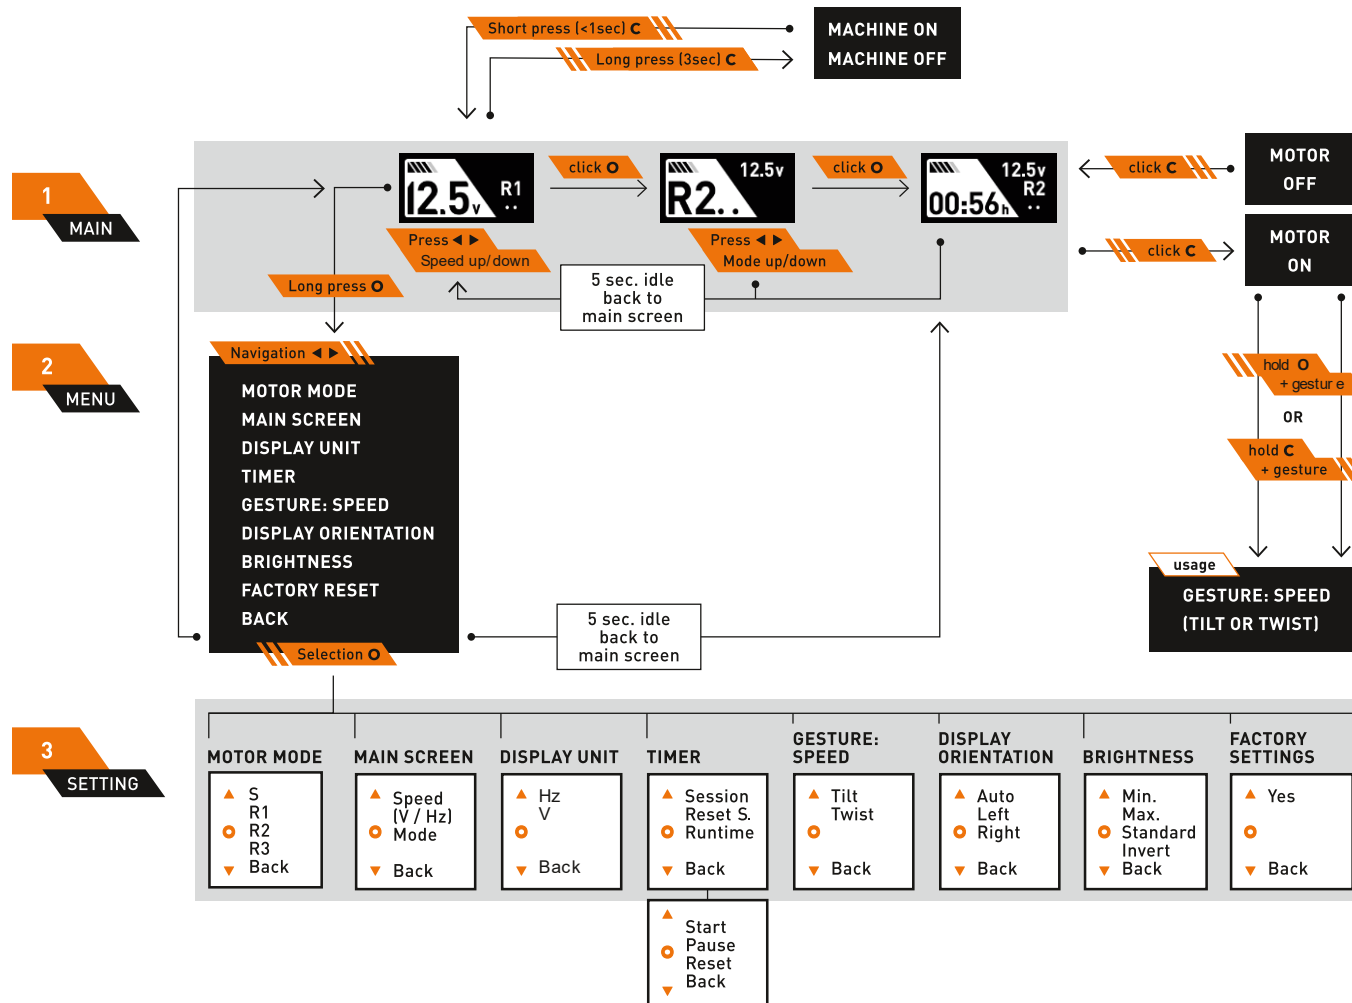 Short press (<1sec) C
MACHINE ON
Long press (3sec) C
MACHINE OFF
1
MAIN
12.5v
R1
..
click O
12.5v
R2..
click O
12.5v
R2
..
00:56h
click C
MOTOR
OFF
click C
MOTOR
ON
Press ◀ ▶
Speed up/down
Press ◀ ▶
Mode up/down
Long press O
5 sec. idle
back to
main screen
2
MENU
Navigation ◀ ▶
MOTOR MODE
MAIN SCREEN
DISPLAY UNIT
TIMER
GESTURE: SPEED
DISPLAY ORIENTATION
BRIGHTNESS
FACTORY RESET
BACK
Selection O
5 sec. idle
back to
main screen
hold O
+ gestur e
OR
hold C
+ gesture
usage
GESTURE: SPEED
(TILT OR TWIST)
3
SETTING
MOTOR MODE
S
R1
R2
R3
Back
MAIN SCREEN
Speed
(V / Hz)
Mode
Back
DISPLAY UNIT
Hz
V
Back
TIMER
Session
Reset S.
Runtime
Back
Start
Pause
Reset
Back
GESTURE:
SPEED
Tilt
Twist
Back
DISPLAY
ORIENTATION
Auto
Left
Right
Back
BRIGHTNESS
Min.
Max.
Standard
Invert
Back
FACTORY
SETTINGS
Yes
Back